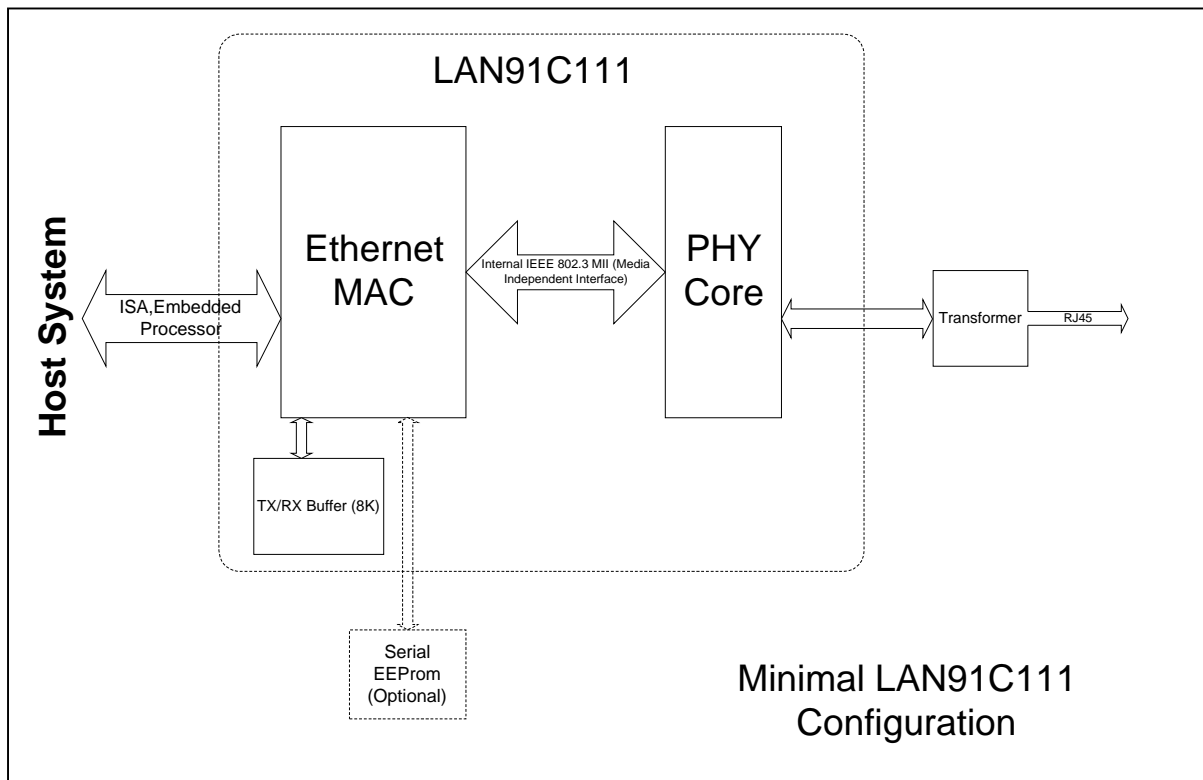 LAN91C111
Host System
ISA,Embedded
Processor
Ethernet
MAC
Internal IEEE 802.3 MII (Media
Independent Interface)
PHY
Core
Transformer
RJ45
TX/RX Buffer (8K)
Serial
EEProm
(Optional)
Minimal LAN91C111
Configuration